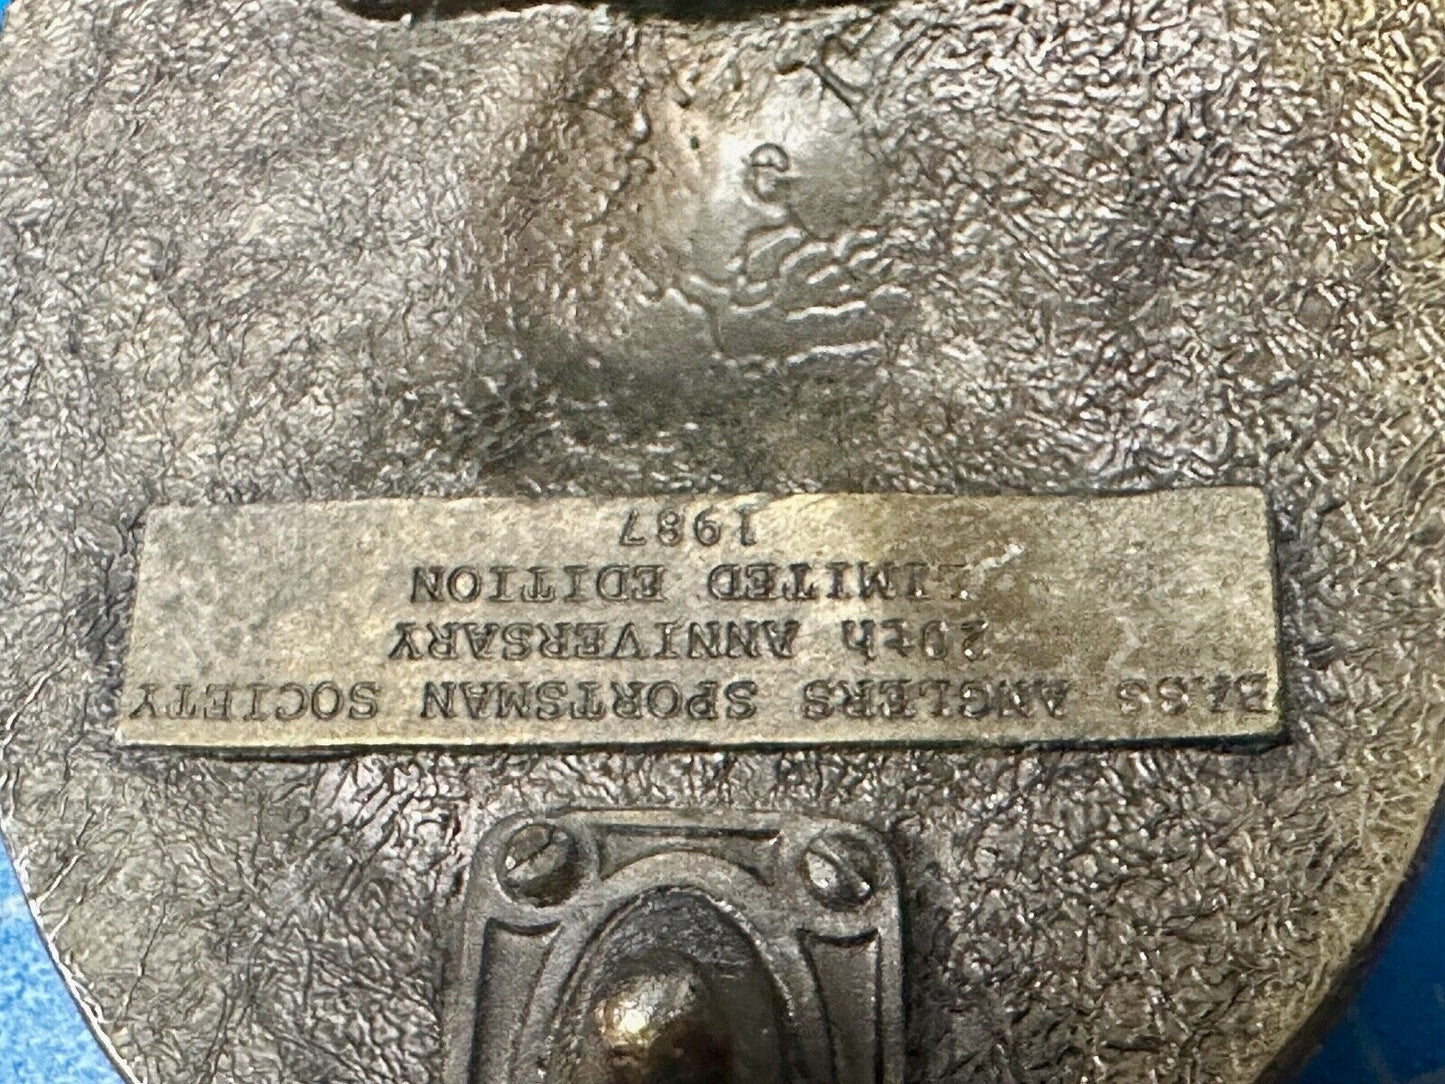 BASS ANGLERS SPORTSMAN SOCIETY
20th ANNIVERSARY
LIMITED EDITION
1987